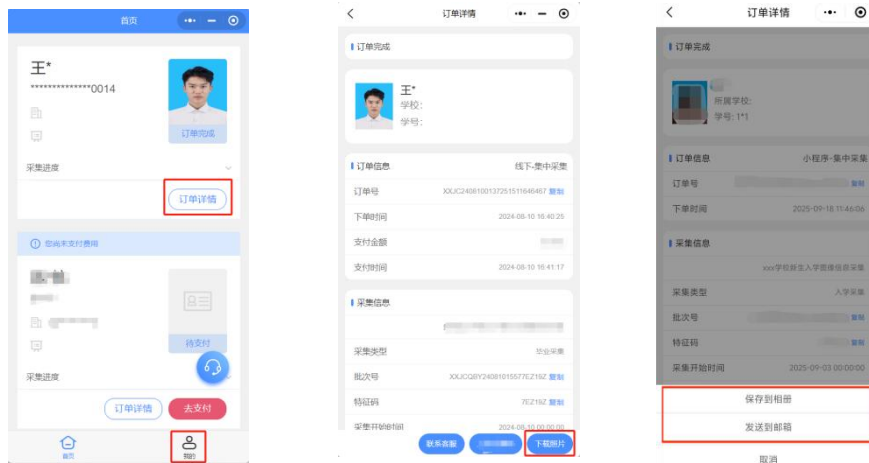 首页
王*
**************0014
订单完成
采集进度
订单详情
您尚未支付费用
待支付
采集进度
订单详情
去支付
首页
我的
订单详情
订单完成
王*
学校:
学号:
订单信息
线下-集中采集
订单号
XXJC2408100137251511646467 复制
下单时间
2024-08-10 16:40:25
支付金额
支付时间
2024-08-10 16:41:17
采集信息
采集类型
毕业采集
批次号
复制
特征码
7EZ16Z 复制
采集开始时间
2024-08-10 00:00:00
联系客服
下载照片
订单详情
订单完成
所属学校:
学号: 1*1
订单信息
小程序-集中采集
订单号
复制
下单时间
2025-09-18 11:46:06
采集信息
xxx学校新生入学图像信息采集
采集类型
入学采集
批次号
复制
特征码
复制
采集开始时间
2025-09-03 00:00:00
保存到相册
发送到邮箱
取消